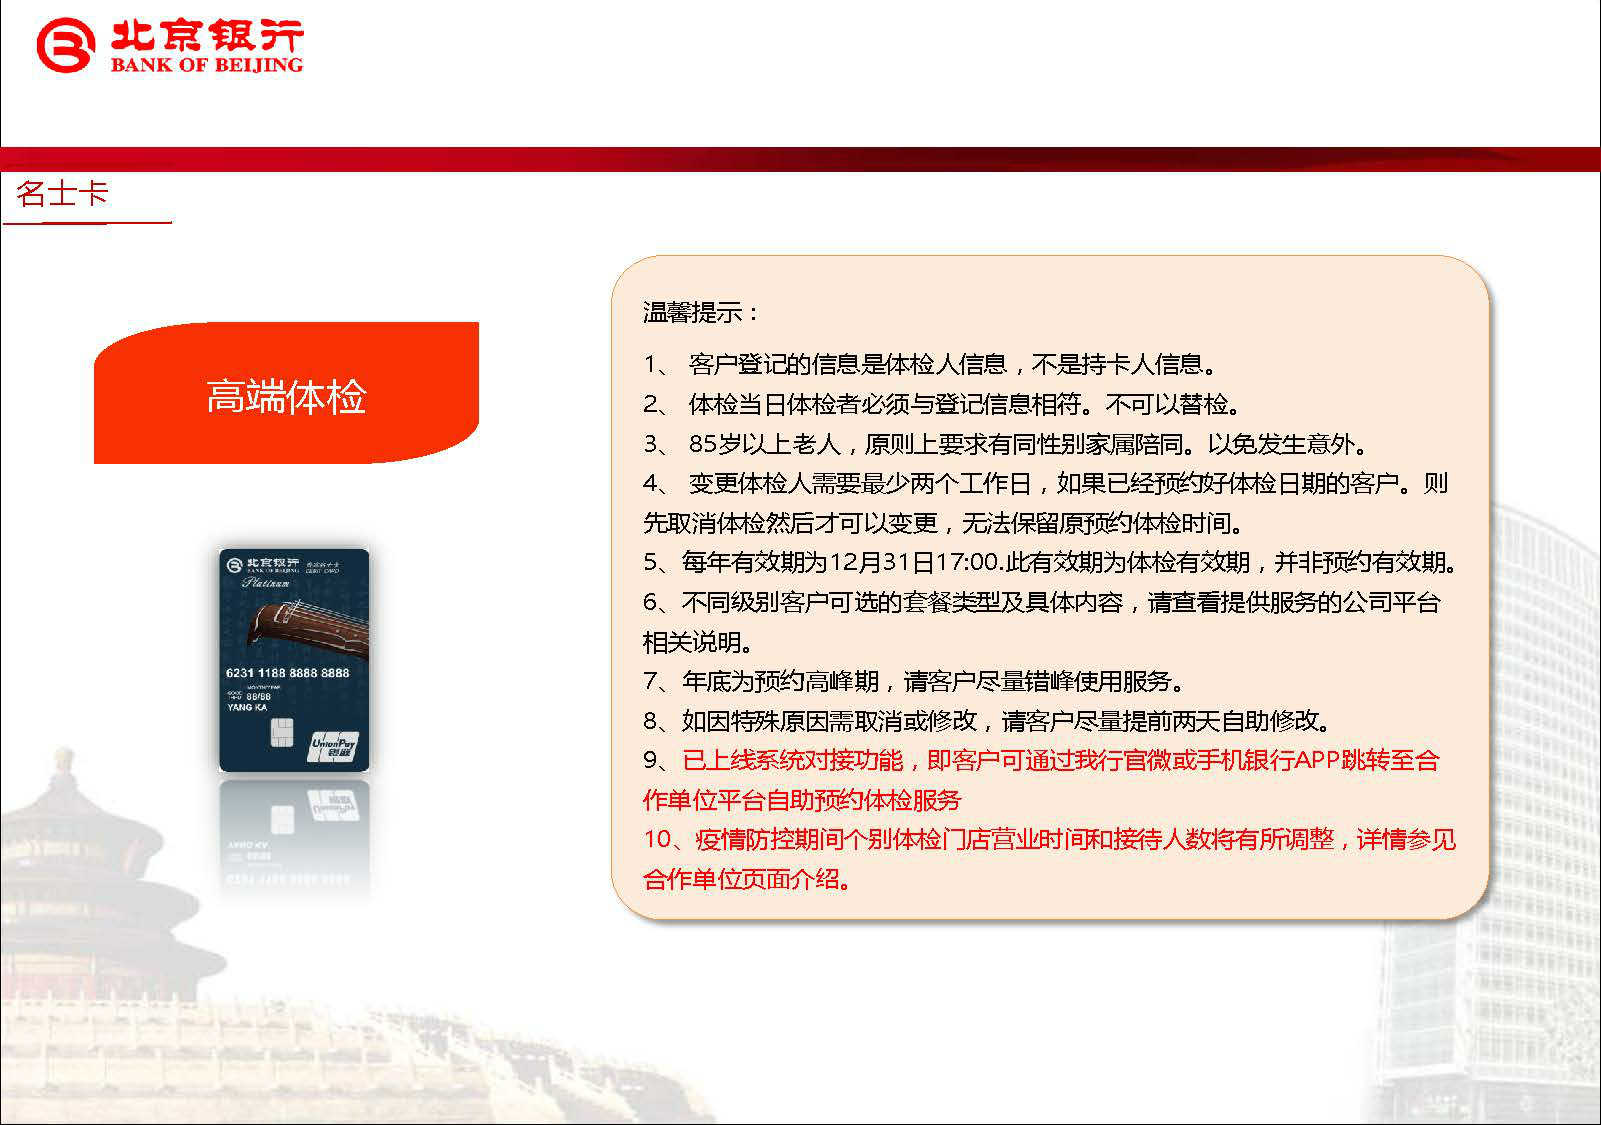 北京银行
BANK OF BEIJING
名士卡
高端体检
北京银行
BANK OF BEIJING
DEBIT CARD
Platinum
6231 1188 8888 8888
MONTH/YEAR
GOOD THRU 88/88
YANG KA
UnionPay
银联
温馨提示：
1、 客户登记的信息是体检人信息，不是持卡人信息。
2、 体检当日体检者必须与登记信息相符。不可以替检。
3、 85岁以上老人，原则上要求有同性别家属陪同。以免发生意外。
4、 变更体检人需要最少两个工作日，如果已经预约好体检日期的客户。则
先取消体检然后才可以变更，无法保留原预约体检时间。
5、每年有效期为12月31日17:00.此有效期为体检有效期，并非预约有效期。
6、不同级别客户可选的套餐类型及具体内容，请查看提供服务的公司平台
相关说明。
7、年底为预约高峰期，请客户尽量错峰使用服务。
8、如因特殊原因需取消或修改，请客户尽量提前两天自助修改。
9、已上线系统对接功能，即客户可通过我行官微或手机银行APP跳转至合
作单位平台自助预约体检服务
10、疫情防控期间个别体检门店营业时间和接待人数将有所调整，详情参见
合作单位页面介绍。